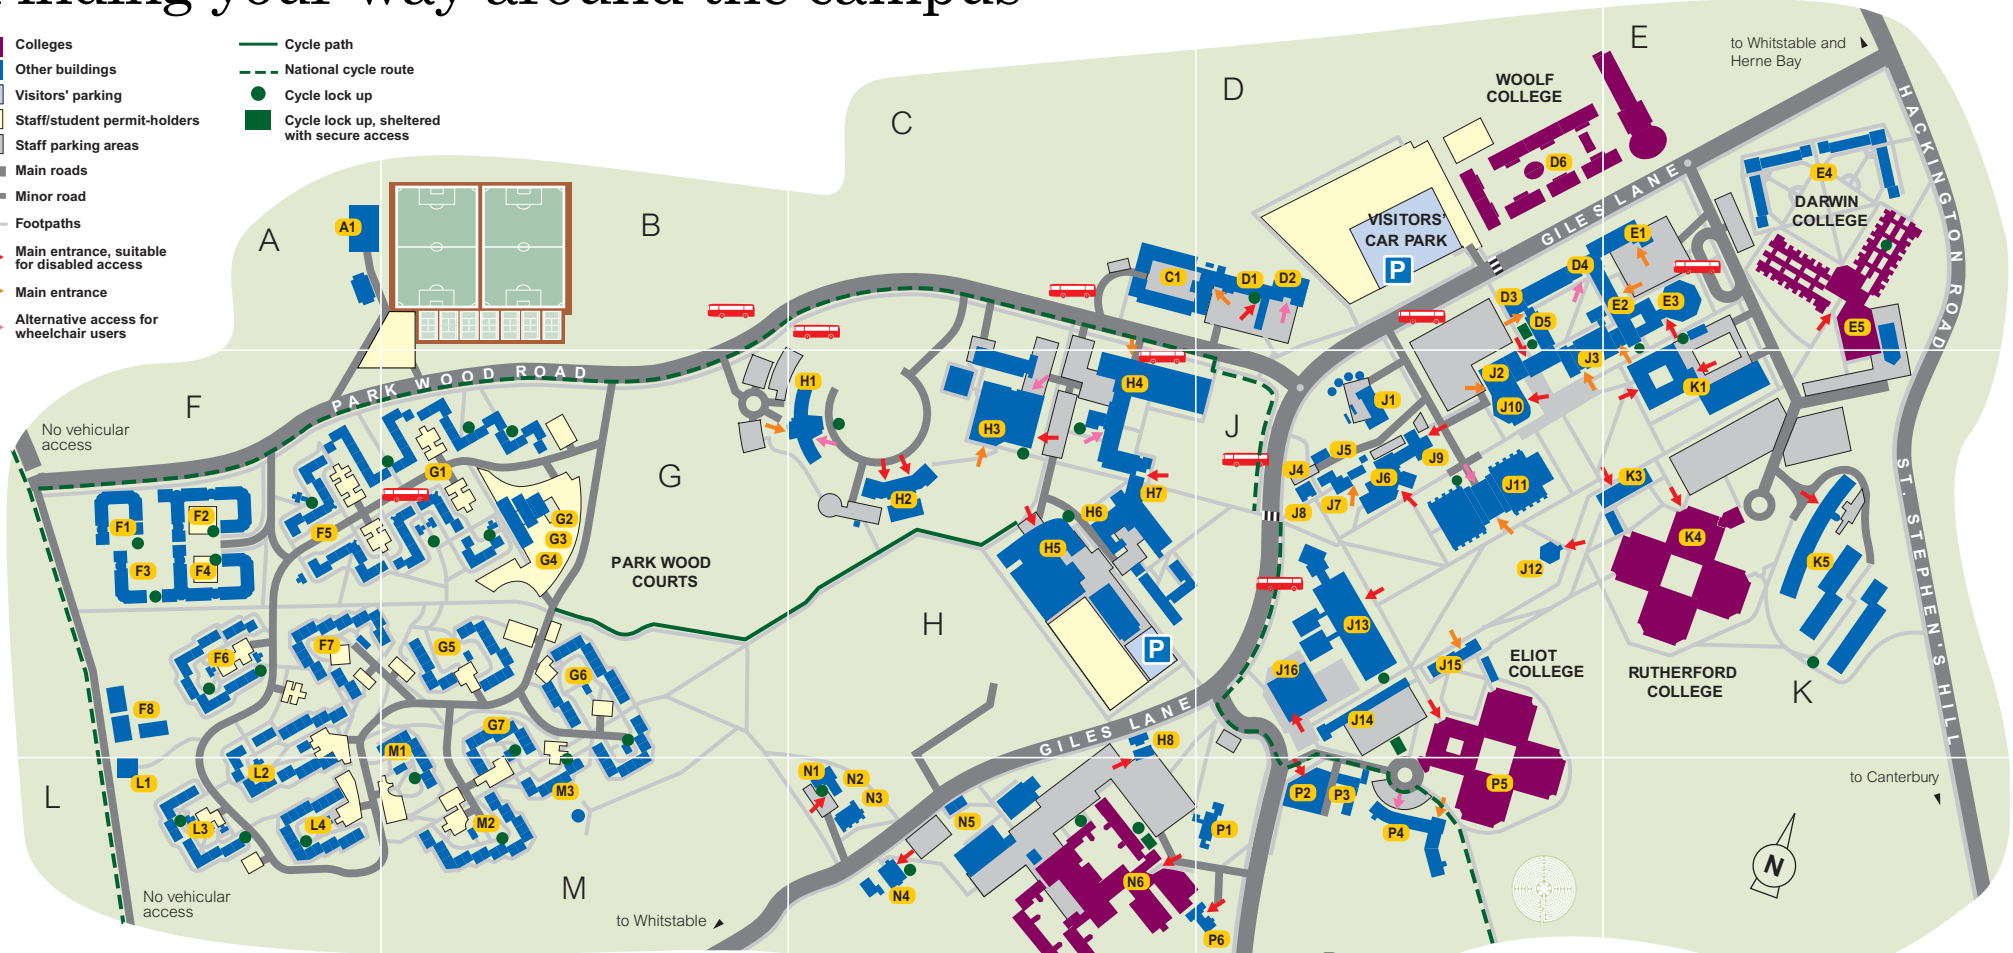 finding your way around the campus
Colleges
Other buildings
Visitors' parking
Staff/student permit-holders
Staff parking areas
Main roads
Minor road
Footpaths
Main entrance, suitable
for disabled access
Main entrance
Alternative access for
wheelchair users
Cycle path
National cycle route
Cycle lock up
Cycle lock up, sheltered
with secure access
A
B
C
D
E
to Whitstable and
Herne Bay
WOOLF
COLLEGE
D6
HACKINGTON ROAD
GILES LANE
VISITORS'
CAR PARK
P
E4
DARWIN
COLLEGE
E1
E2
E3
E5
A1
C1
D1
D2
D3
D4
D5
PARK WOOD ROAD
F
No vehicular
access
G
H
J
H1
H2
H3
H4
H5
H6
H7
J1
J2
J3
J10
K1
J4
J5
J6
J7
J8
J9
J11
J12
K3
K4
K5
G1
G2
G3
G4
F1
F2
F3
F4
F5
PARK WOOD
COURTS
ST. STEPHEN'S HILL
F6
F7
F8
G5
G6
G7
P
J13
J14
J15
J16
ELIOT
COLLEGE
RUTHERFORD
COLLEGE
K
GILES LANE
H8
L
L1
L2
L3
L4
M1
M2
M3
M
N1
N2
N3
N4
N5
N6
P1
P2
P3
P4
P5
P6
to Canterbury
N
No vehicular
access
to Whitstable